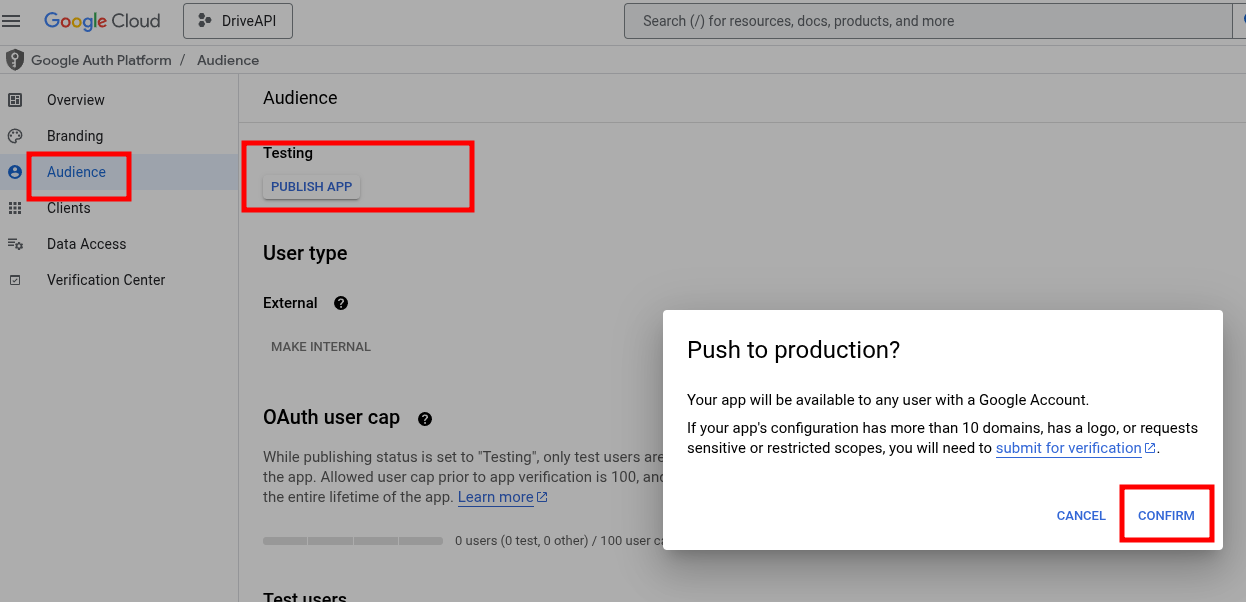 Google Cloud
DriveAPI
Search (/) for resources, docs, products, and more
Google Auth Platform / Audience
Overview
Branding
Audience
Clients
Data Access
Verification Center
Audience
Testing
PUBLISH APP
User type
External
MAKE INTERNAL
OAuth user cap
While publishing status is set to "Testing", only test users are
the app. Allowed user cap prior to app verification is 100, and
the entire lifetime of the app. Learn more
0 users (0 test, 0 other) / 100 user
Test users
Push to production?
Your app will be available to any user with a Google Account.
If your app's configuration has more than 10 domains, has a logo, or requests
sensitive or restricted scopes, you will need to submit for verification.
CANCEL
CONFIRM